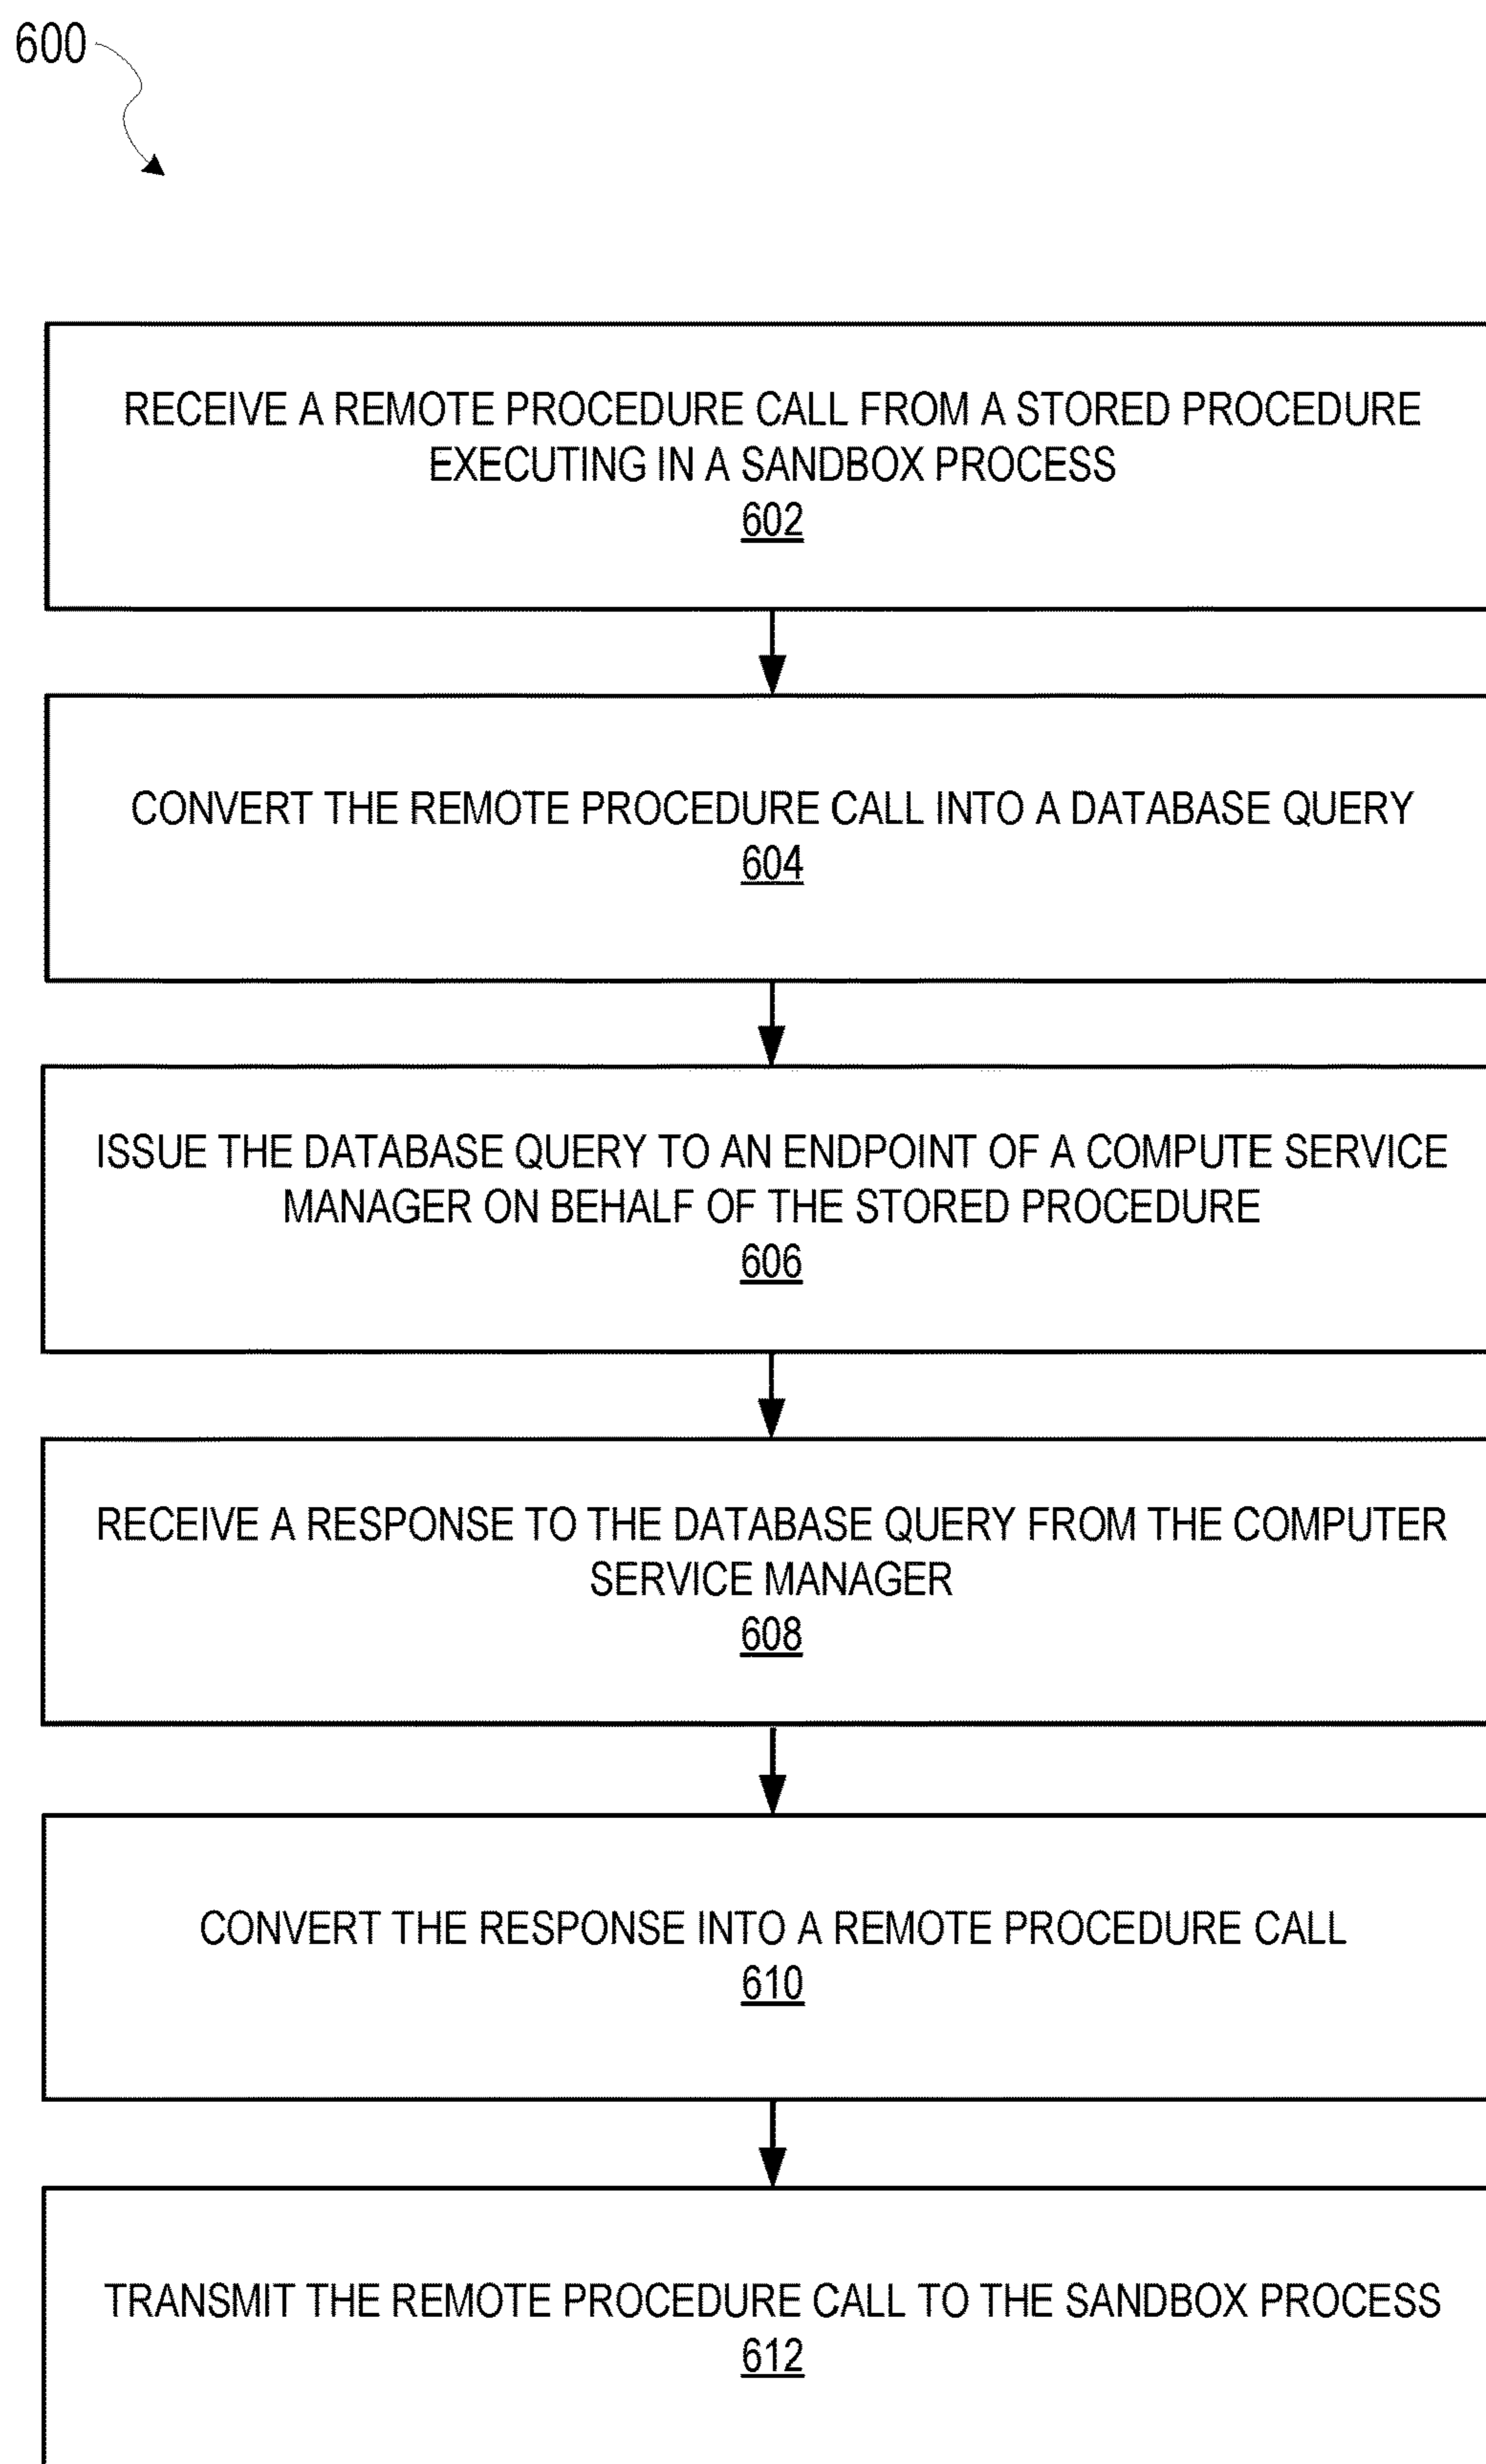 600
RECEIVE A REMOTE PROCEDURE CALL FROM A STORED PROCEDURE
EXECUTING IN A SANDBOX PROCESS
602
CONVERT THE REMOTE PROCEDURE CALL INTO A DATABASE QUERY
604
ISSUE THE DATABASE QUERY TO AN ENDPOINT OF A COMPUTE SERVICE
MANAGER ON BEHALF OF THE STORED PROCEDURE
606
RECEIVE A RESPONSE TO THE DATABASE QUERY FROM THE COMPUTER
SERVICE MANAGER
608
CONVERT THE RESPONSE INTO A REMOTE PROCEDURE CALL
610
TRANSMIT THE REMOTE PROCEDURE CALL TO THE SANDBOX PROCESS
612